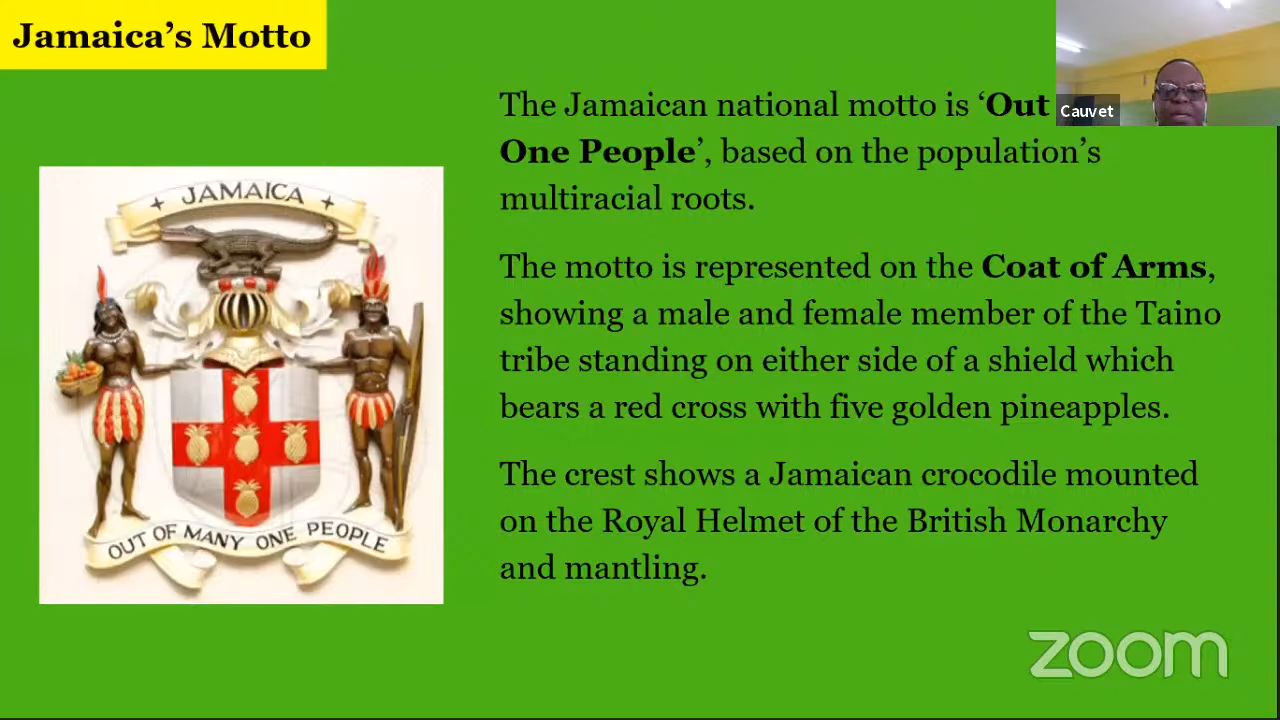 Jamaica’s Motto
The Jamaican national motto is ‘Out
One People’, based on the population’s
multiracial roots.
The motto is represented on the Coat of Arms,
showing a male and female member of the Taino
tribe standing on either side of a shield which
bears a red cross with five golden pineapples.
The crest shows a Jamaican crocodile mounted
on the Royal Helmet of the British Monarchy
and mantling.
JAMAICA
OUT OF MANY ONE PEOPLE
Cauvet
zoom